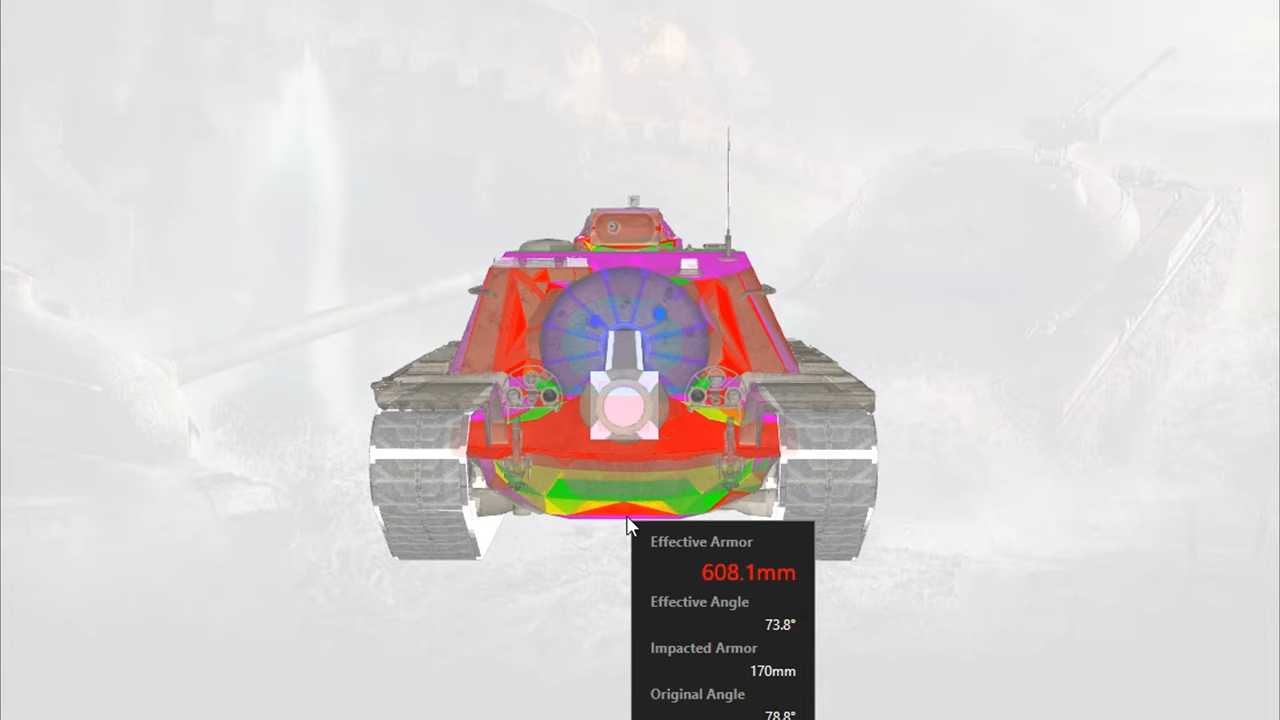 Effective Armor
608.1mm
Effective Angle
73.8°
Impacted Armor
170mm
Original Angle
78.8°